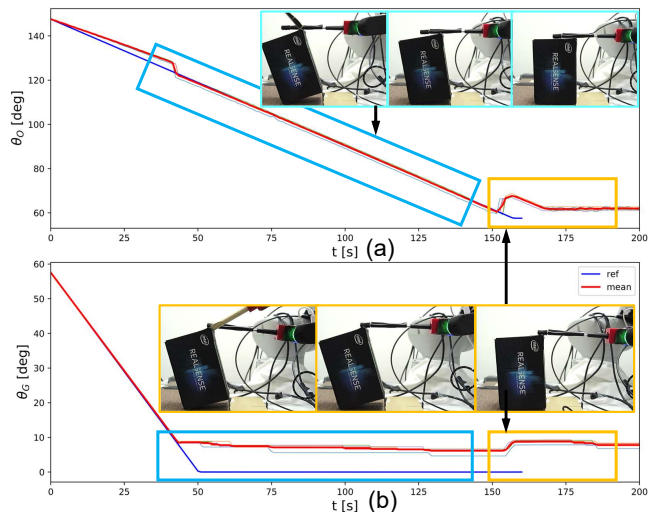 140
120
100
80
60
θO [deg]
REALSENSE
REALSENSE
REALSENSE
0 25 50 75 100 125 150 175 200
t [s]
(a)
60
50
40
30
20
10
0
θG [deg]
ref
mean
REALSENSE
REALSENSE
REALSENSE
0 25 50 75 100 125 150 175 200
t [s]
(b)